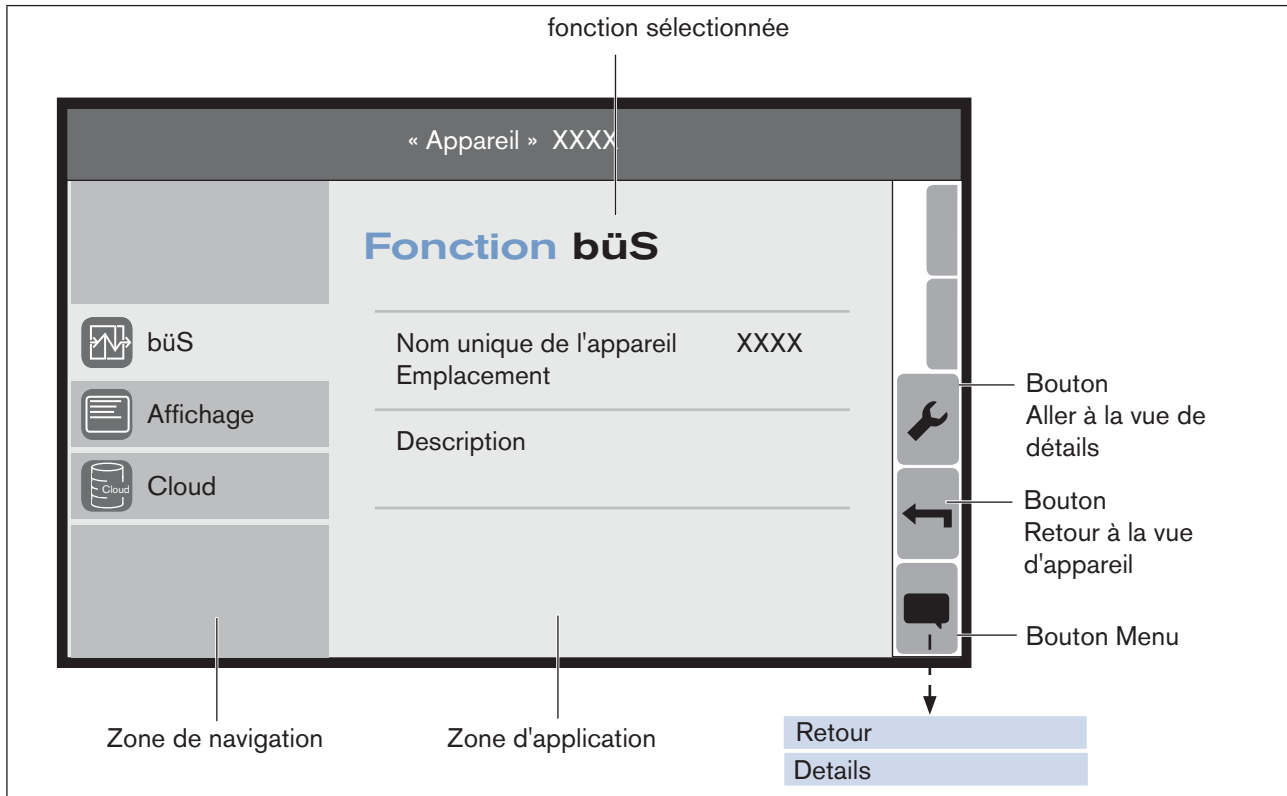 fonction sélectionnée
« Appareil » XXXX
Fonction büS
büS
Affichage
Cloud
Cloud
Nom unique de l'appareil XXXX
Emplacement
Description
Bouton
Aller à la vue de
détails
Bouton
Retour à la vue
d'appareil
Bouton Menu
Zone de navigation
Zone d'application
Retour
Details